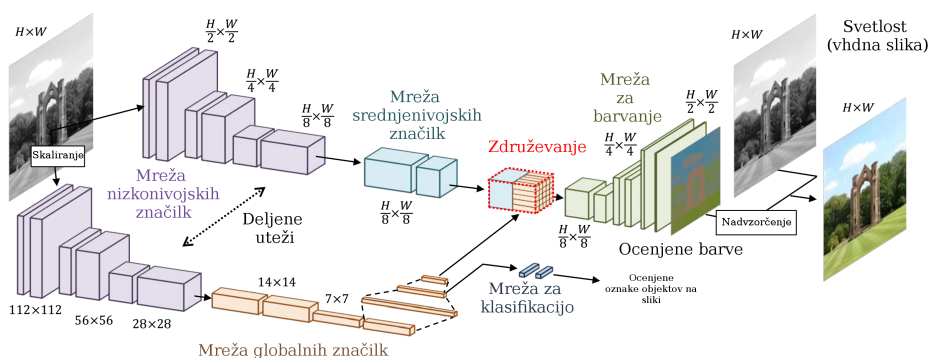 H×W
Skaliranje
H/2×W/2
H/4×W/4
H/8×W/8
Mreža
nizkonivojskih
značilk
Deljene
uteži
112×112
56×56
28×28
14×14
7×7
Mreža globalnih značilk
Mreža
srednjenivojskih
značilk
H/8×W/8
Združevanje
H/8×W/8
Mreža
za
barvanje
H/4×W/4
H/2×W/2
Ocenjene barve
Mreža za
klasifikacijo
Ocenjene
oznake objektov na
sliki
H×W
Svetlost
(vhdna slika)
Nadvzorčenje
H×W